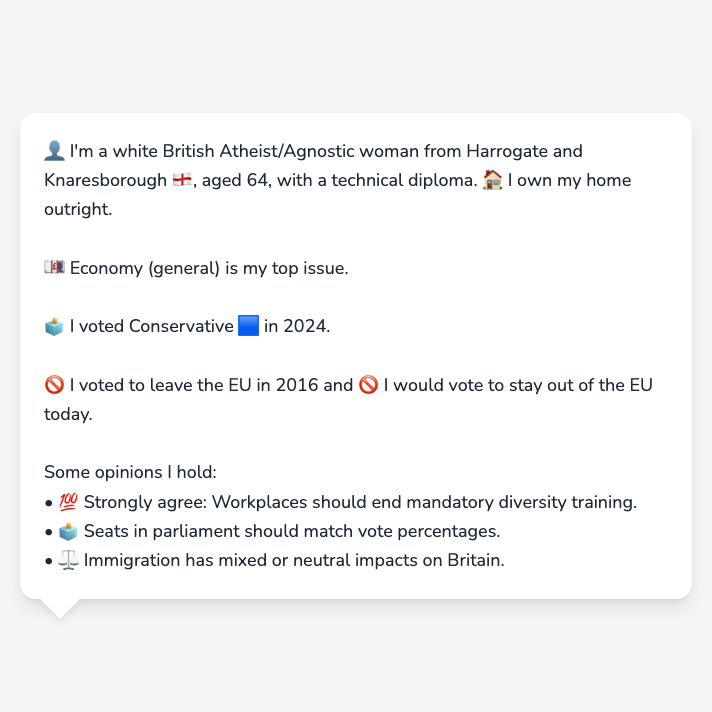 👤 I'm a white British Atheist/Agnostic woman from Harrogate and
Knaresborough 🏴󠁧󠁢󠁥󠁮󠁧󠁿, aged 64, with a technical diploma. 🏠 I own my home
outright.
💷 Economy (general) is my top issue.
🗳️ I voted Conservative 🟦 in 2024.
🚫 I voted to leave the EU in 2016 and 🚫 I would vote to stay out of the EU
today.
Some opinions I hold:
• 💯 Strongly agree: Workplaces should end mandatory diversity training.
• 🗳️ Seats in parliament should match vote percentages.
• ⚖️ Immigration has mixed or neutral impacts on Britain.